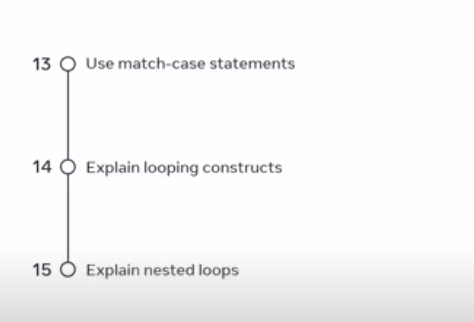 13 Use match-case statements
14 Explain looping constructs
15 Explain nested loops